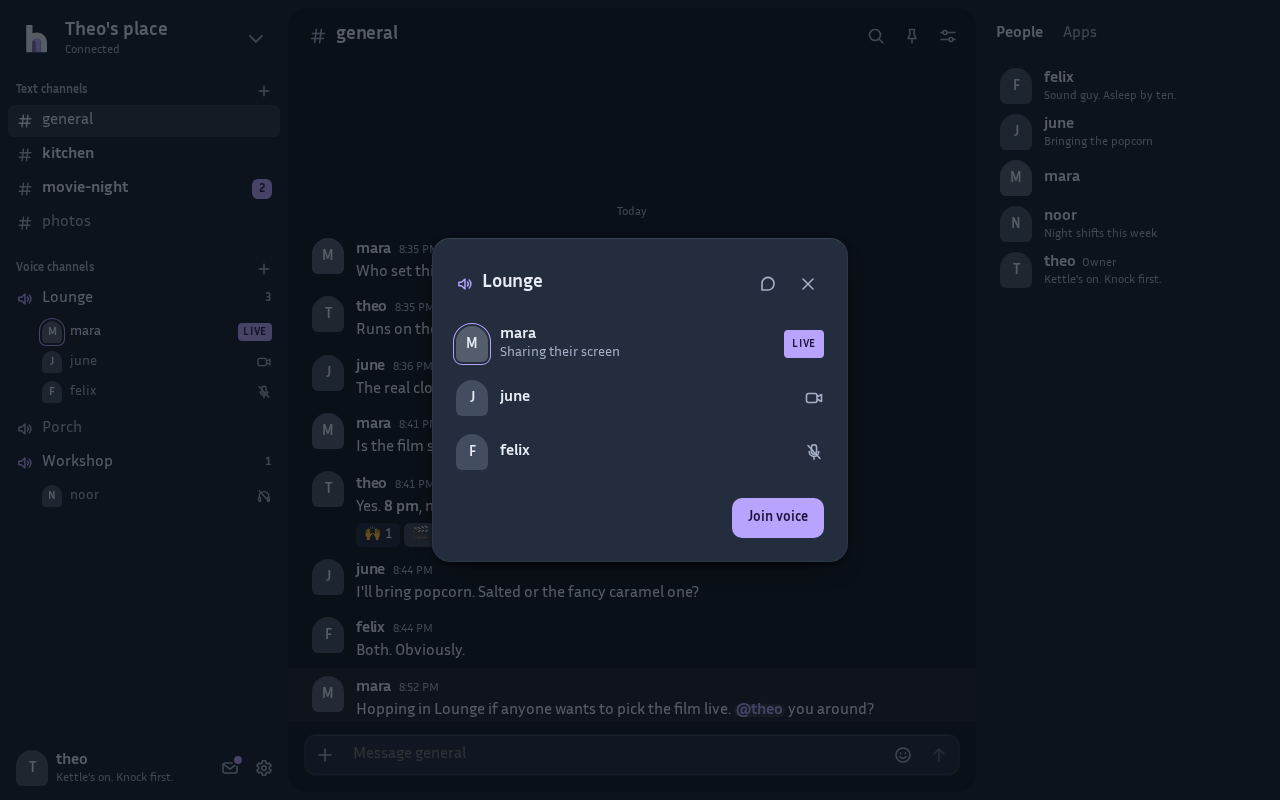 Theo's place
Connected
Text channels
general
kitchen
movie-night
2
photos
Voice channels
Lounge
3
M
mara
LIVE
J
june
F
felix
Porch
Workshop
1
N
noor
T
theo
Kettle's on. Knock first.
general
Today
M
mara 8:35 PM
Who set thi
T
theo 8:35 PM
Runs on the
J
june 8:36 PM
The real clo
M
mara 8:41 PM
Is the film s
T
theo 8:41 PM
Yes. 8 pm, n
🙌 1 🎬
J
june 8:44 PM
I'll bring popcorn. Salted or the fancy caramel one?
F
felix 8:44 PM
Both. Obviously.
M
mara 8:52 PM
Hopping in Lounge if anyone wants to pick the film live. @theo you around?
Message general
Lounge
M
mara
Sharing their screen
LIVE
J
june
F
felix
Join voice
People Apps
F
felix
Sound guy. Asleep by ten.
J
june
Bringing the popcorn
M
mara
N
noor
Night shifts this week
T
theo Owner
Kettle's on. Knock first.